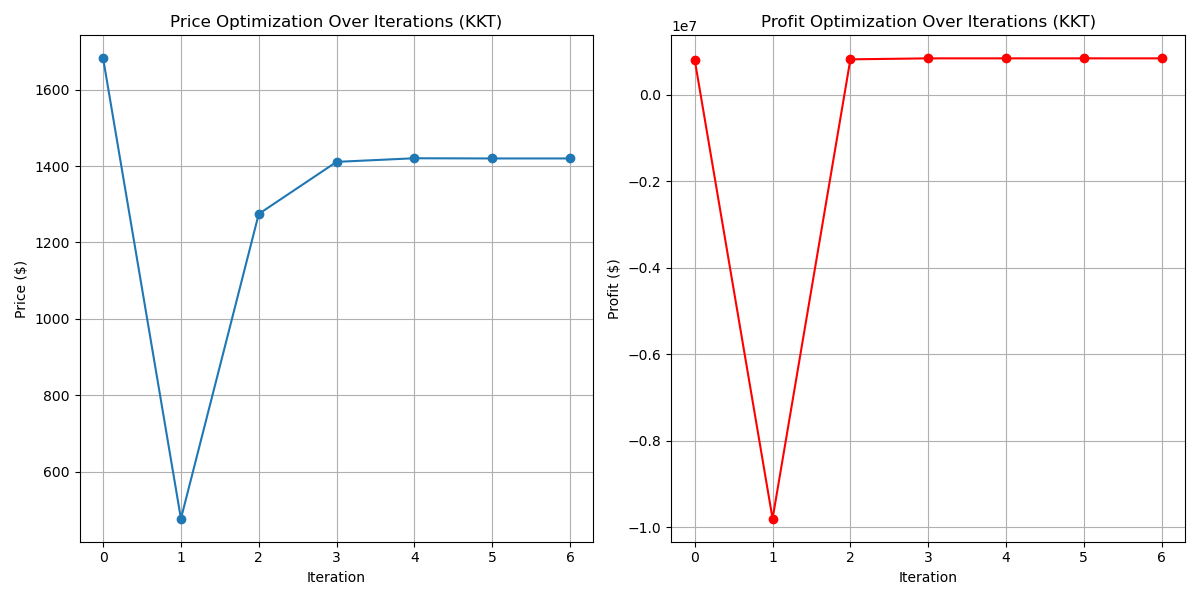 Price Optimization Over Iterations (KKT)
1600
1400
1200
1000
800
600
Price ($)
0 1 2 3 4 5 6
Iteration
Profit Optimization Over Iterations (KKT)
1e7
0.0
−0.2
−0.4
−0.6
−0.8
−1.0
Profit ($)
0 1 2 3 4 5 6
Iteration